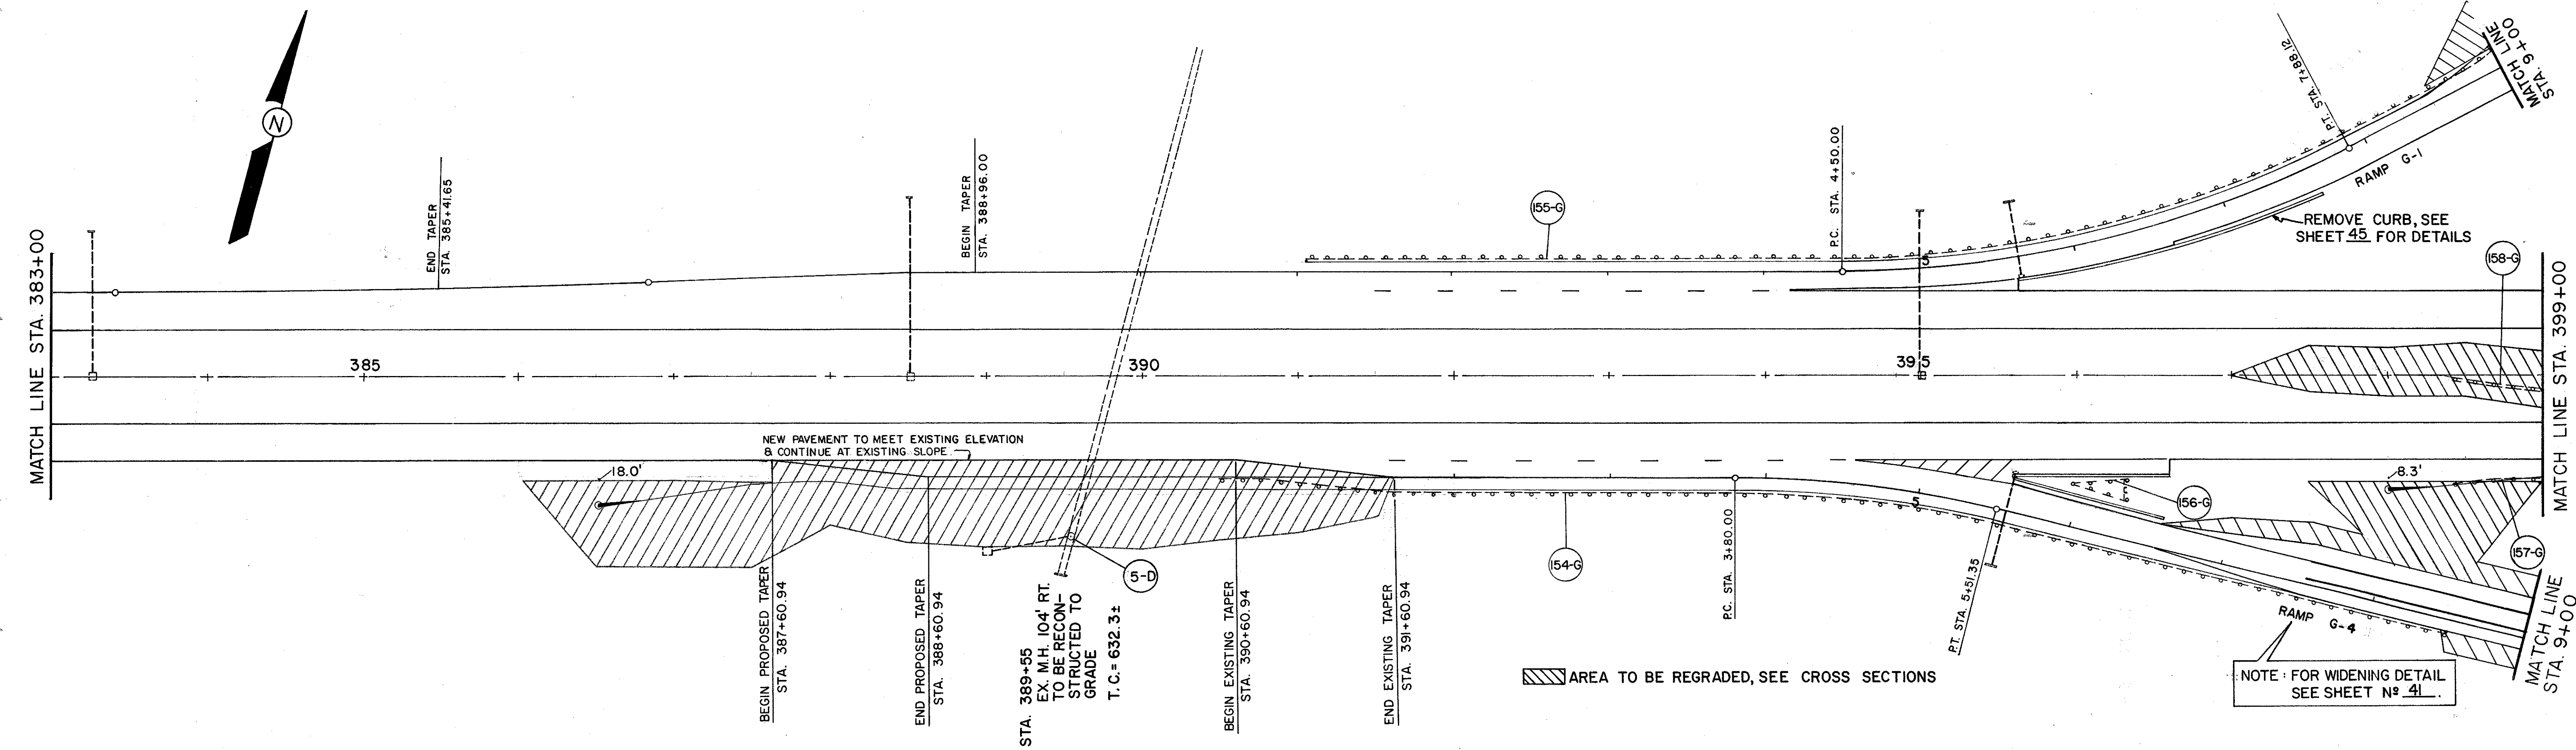 N
MATCH LINE STA. 383+00
END TAPER
STA. 385+41.65
BEGIN TAPER
STA. 388+96.00
155-G
P.C. STA. 4+50.00
P.T. STA. 7+88.12
MATCH LINE
STA. 9+00
RAMP G-1
REMOVE CURB, SEE
SHEET 45 FOR DETAILS
158-G
5
385
390
395
MATCH LINE STA. 399+00
NEW PAVEMENT TO MEET EXISTING ELEVATION
& CONTINUE AT EXISTING SLOPE
18.0'
8.3'
5
156-G
157-G
154-G
5-D
BEGIN PROPOSED TAPER
STA. 387+60.94
END PROPOSED TAPER
STA. 388+60.94
STA. 389+55
EX. M.H. 104' RT.
TO BE RECON-
STRUCTED TO
GRADE
T. C. = 632.3±
BEGIN EXISTING TAPER
STA. 390+60.94
END EXISTING TAPER
STA. 391+60.94
P.C. STA. 3+80.00
P.T. STA. 5+51.35
RAMP G-4
AREA TO BE REGRADED, SEE CROSS SECTIONS
NOTE: FOR WIDENING DETAIL
SEE SHEET Nº 41.
MATCH LINE
STA. 9+00